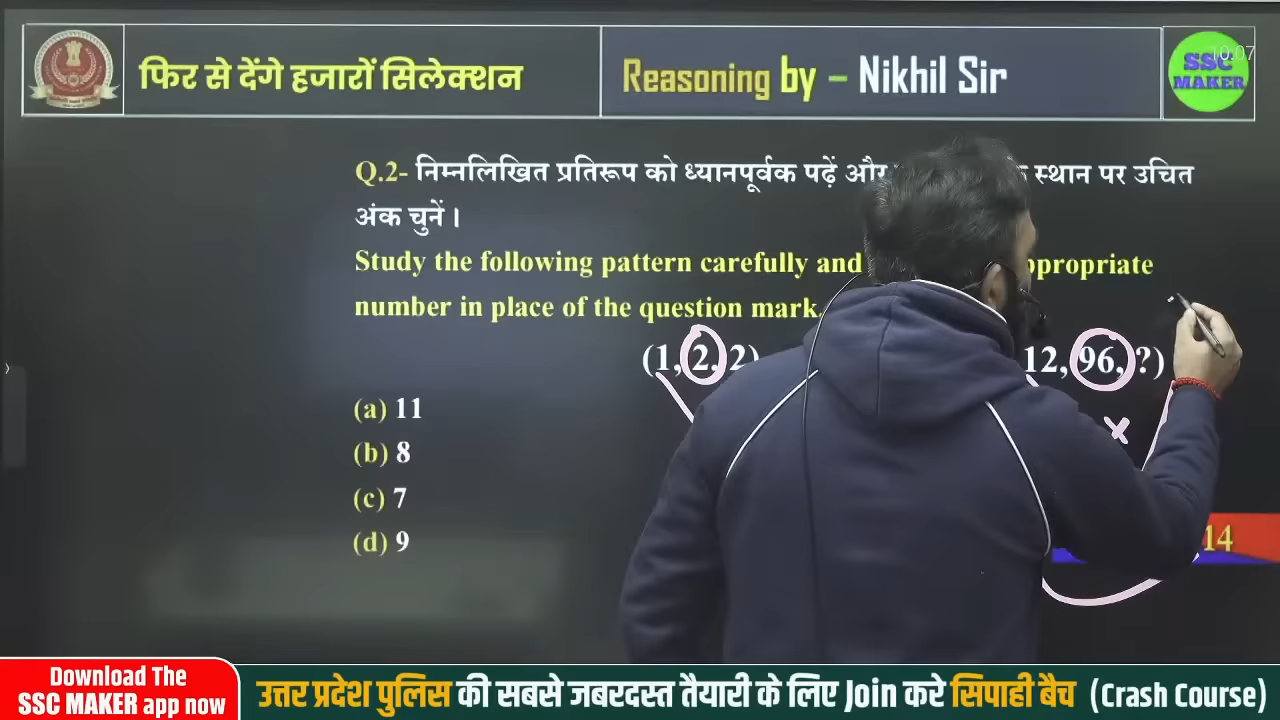 फिर से देंगे हजारों सिलेक्शन
Reasoning by – Nikhil Sir
SSC MAKER
10:07
Q.2- निम्नलिखित प्रतिरूप को ध्यानपूर्वक पढ़ें और स्थान पर उचित
अंक चुनें।
Study the following pattern carefully and
number in place of the question mark.
(1, 2, 2) 12, 96, ?)
(a) 11
(b) 8
(c) 7
(d) 9
×
14
Download The
SSC MAKER app now
उत्तर प्रदेश पुलिस की सबसे जबरदस्त तैयारी के लिए Join करे सिपाही बैच (Crash Course)